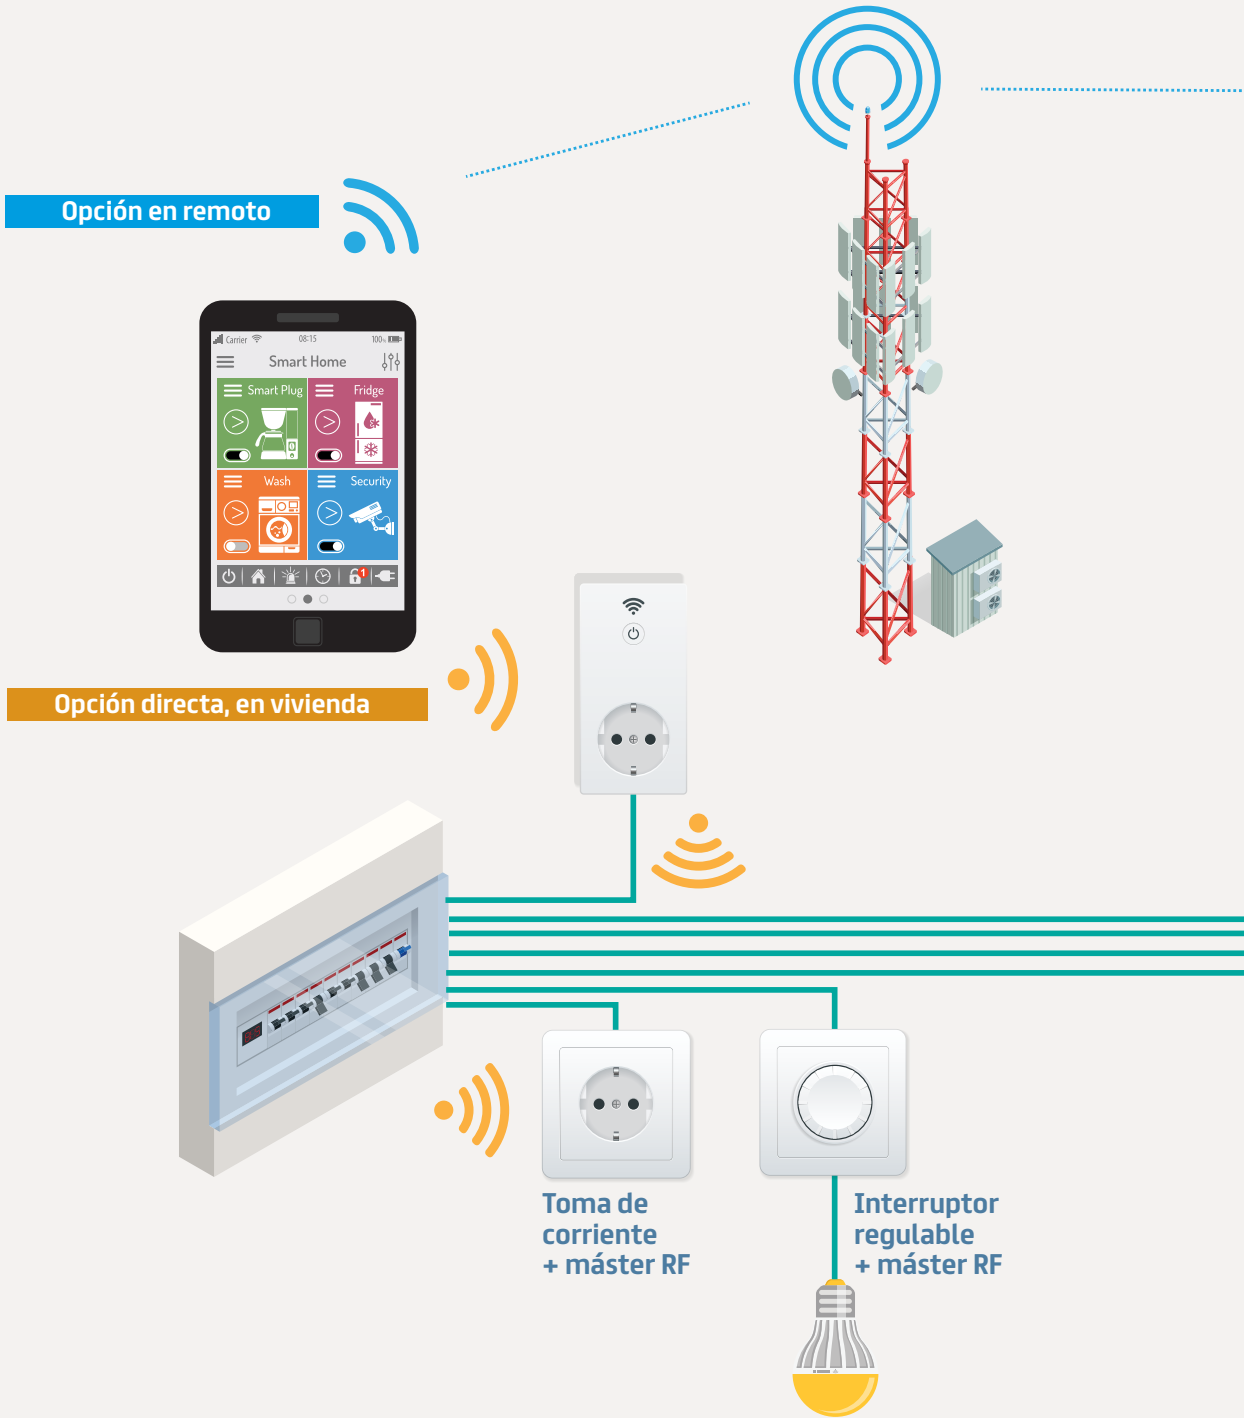 Opción en remoto
Carrier 08:15 100%
Smart Home
Smart Plug
Fridge
Wash
Security
1
Opción directa, en vivienda
Toma de
corriente
+ máster RF
Interruptor
regulable
+ máster RF